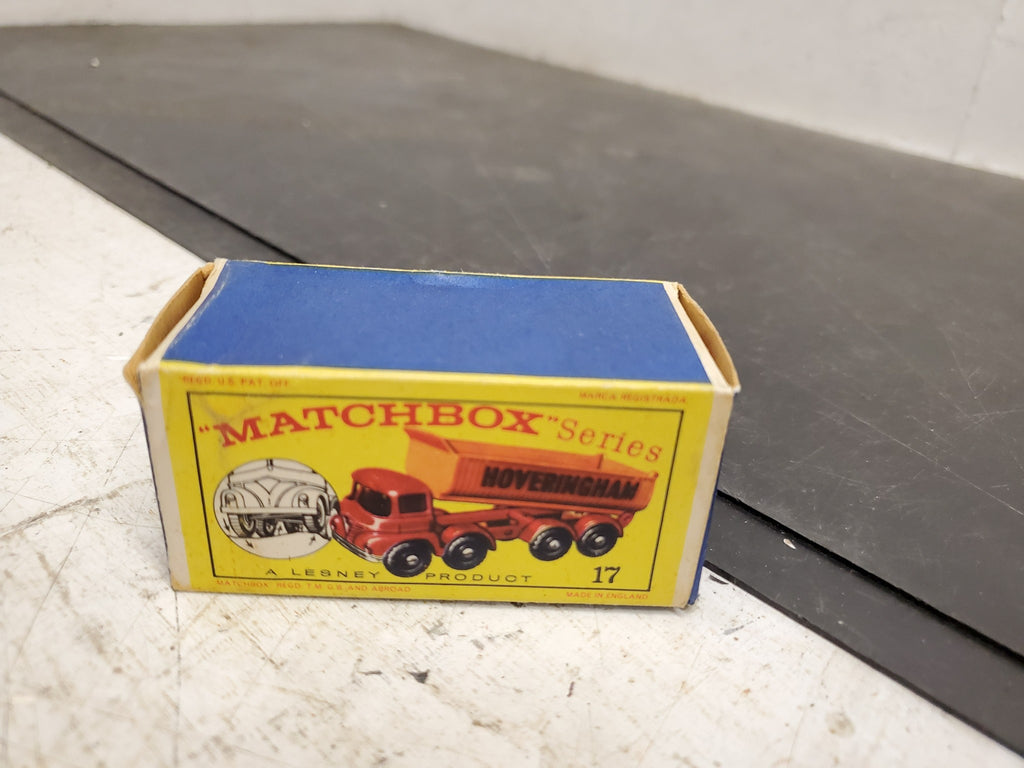 REGD. U.S. PAT. OFF.
MARCA REGISTRADA
"MATCHBOX" Series
HOVERINGHAM
A LESNEY PRODUCT
17
MATCHBOX REGD. T.M. G.B. AND ABROAD
MADE IN ENGLAND